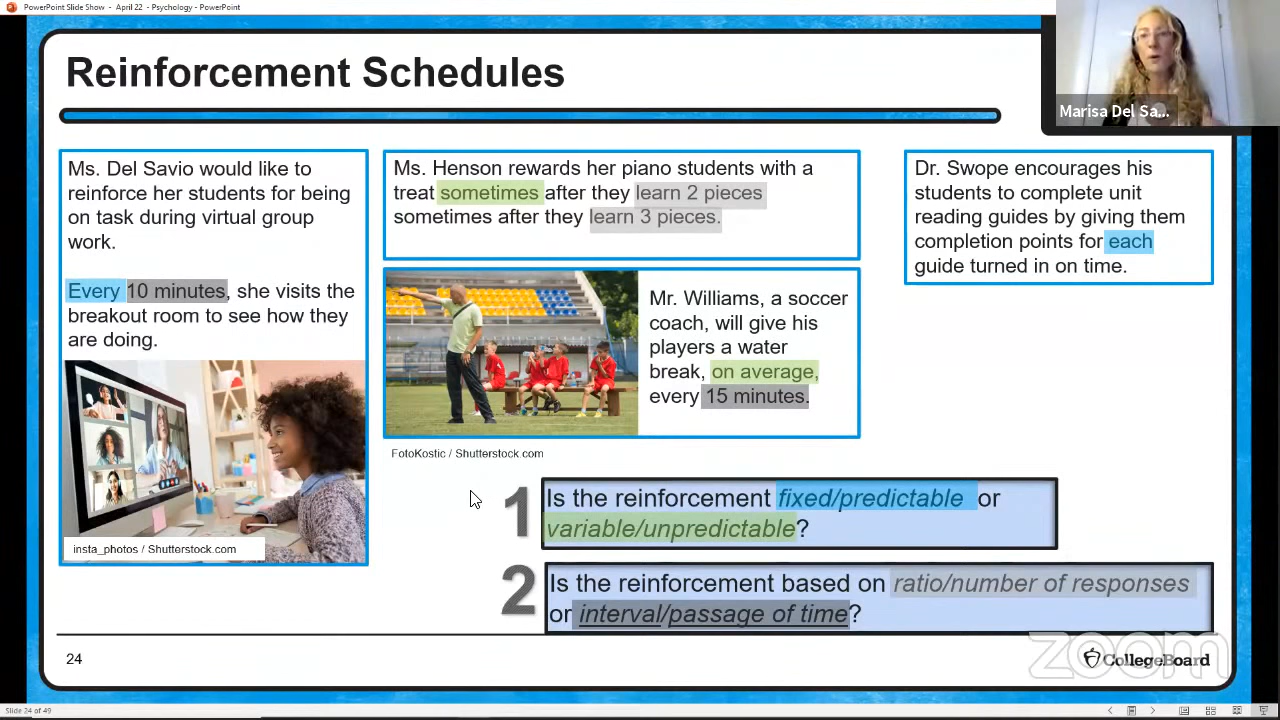 PowerPoint Slide Show - April 22 - Psychology - PowerPoint
Reinforcement Schedules
Marisa Del Sa...
Ms. Del Savio would like to
reinforce her students for being
on task during virtual group
work.
Every 10 minutes, she visits the
breakout room to see how they
are doing.
insta_photos / Shutterstock.com
Ms. Henson rewards her piano students with a
treat sometimes after they learn 2 pieces
sometimes after they learn 3 pieces.
Mr. Williams, a soccer
coach, will give his
players a water
break, on average,
every 15 minutes.
FotoKostic / Shutterstock.com
Dr. Swope encourages his
students to complete unit
reading guides by giving them
completion points for each
guide turned in on time.
1 Is the reinforcement fixed/predictable or
variable/unpredictable?
2 Is the reinforcement based on ratio/number of responses
or interval/passage of time?
24
zoom
CollegeBoard
Slide 24 of 49